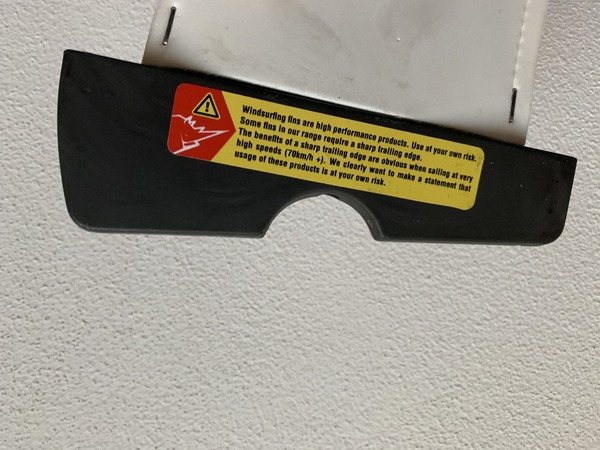 Windsurfing fins are high performance products. Use at your own risk.
Some fins in our range require a sharp trailing edge.
The benefits of a sharp trailing edge are obvious when sailing at very
high speeds (70km/h +). We clearly want to make a statement that
usage of these products is at your own risk.